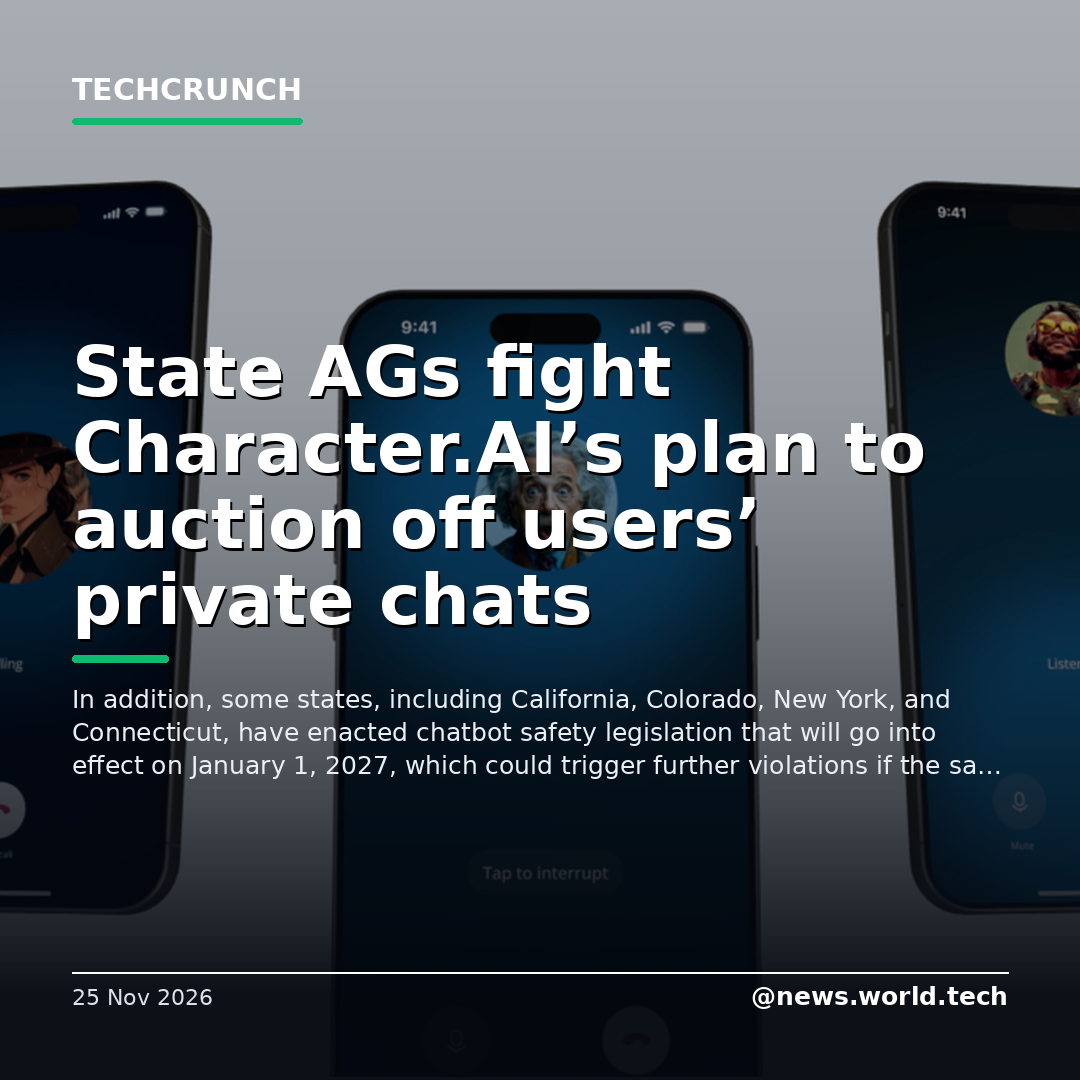 TECHCRUNCH
9:41
9:41
State AGs fight
Character.AI’s plan to
auction off users’
private chats
lling
Listen
In addition, some states, including California, Colorado, New York, and
Connecticut, have enacted chatbot safety legislation that will go into
effect on January 1, 2027, which could trigger further violations if the sa…
Mute
Tap to interrupt
25 Nov 2026
@news.world.tech